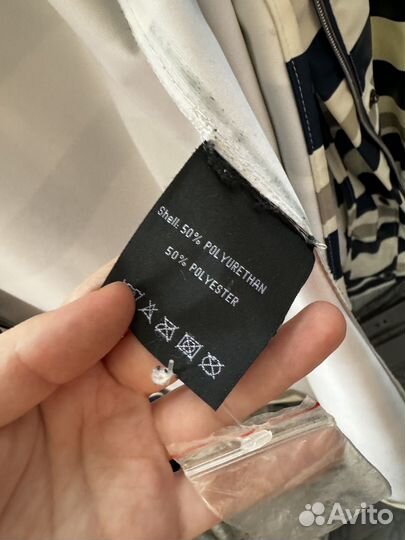 Shell: 50% POLYURETHAN
50% POLYESTER
Avito